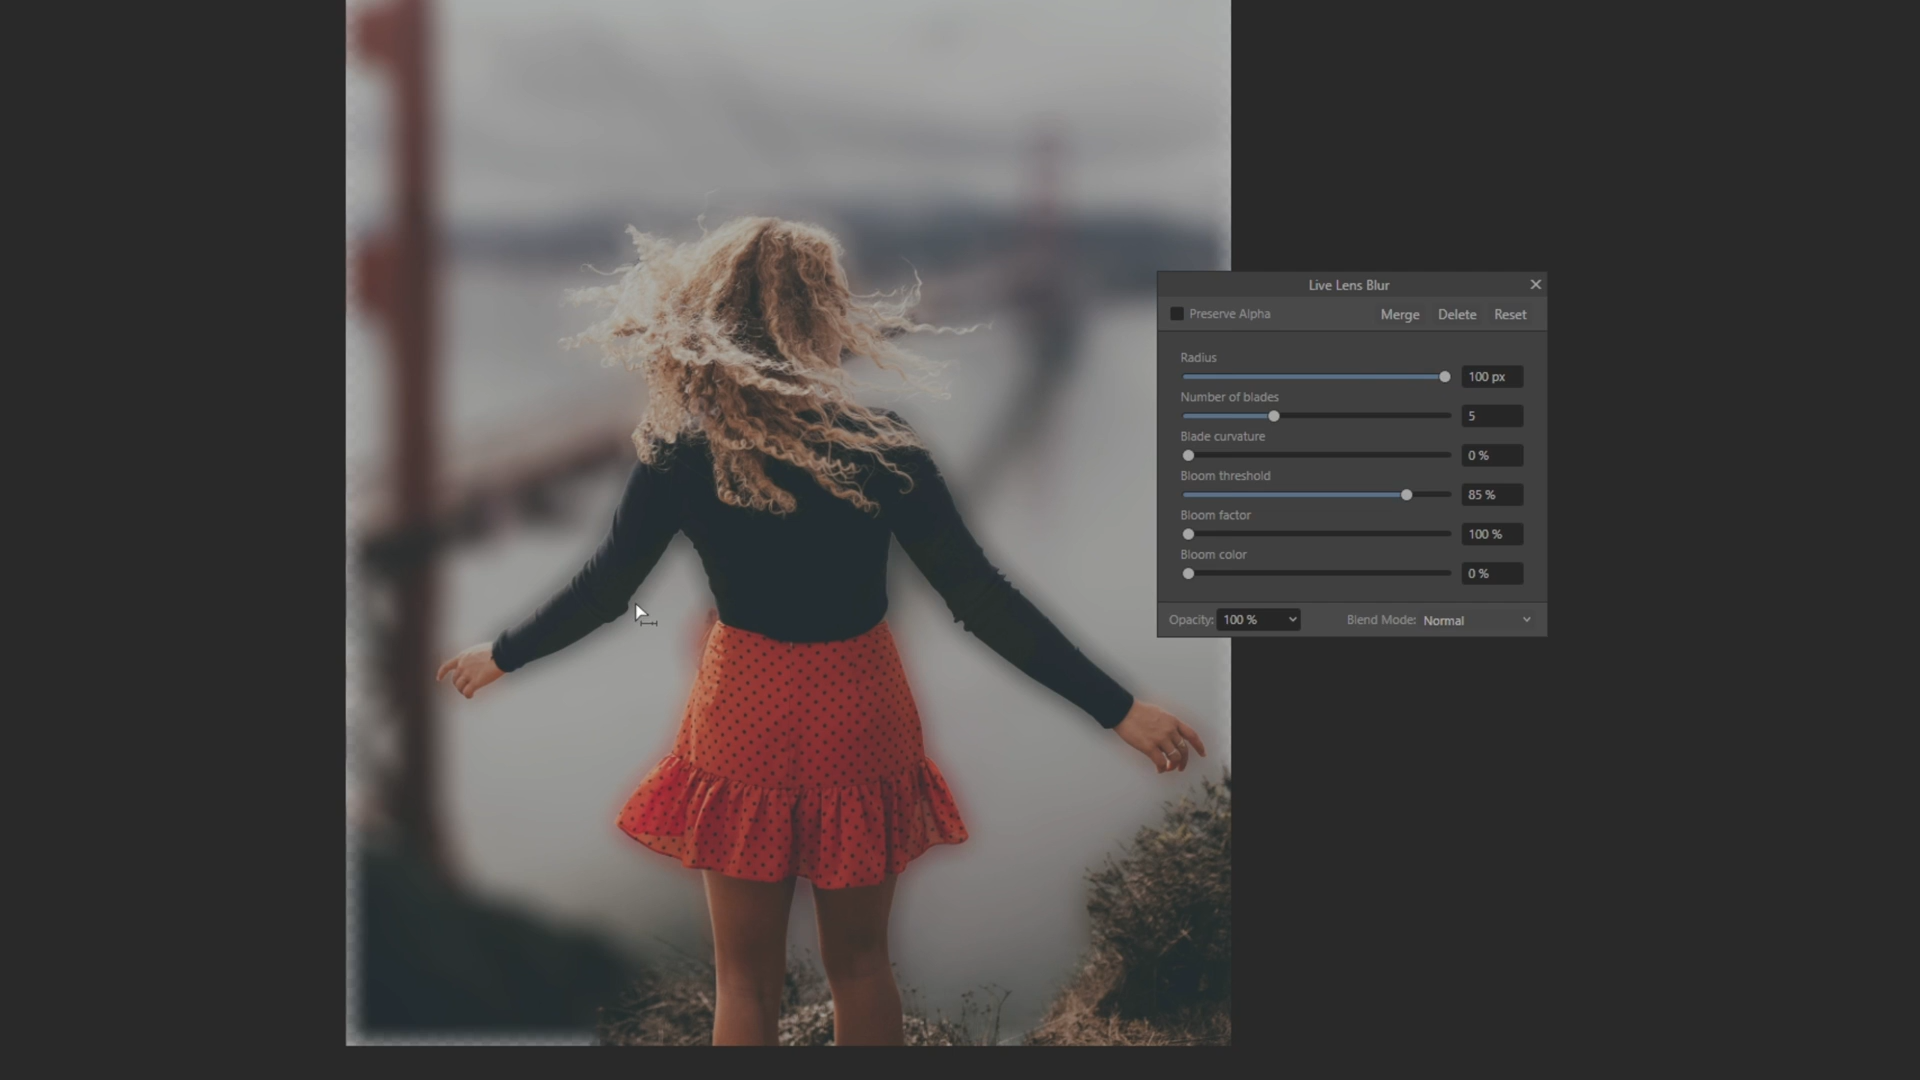 Live Lens Blur
Preserve Alpha Merge Delete Reset
Radius
100 px
Number of blades
5
Blade curvature
0 %
Bloom threshold
85 %
Bloom factor
100 %
Bloom color
0 %
Opacity: 100 % Blend Mode: Normal